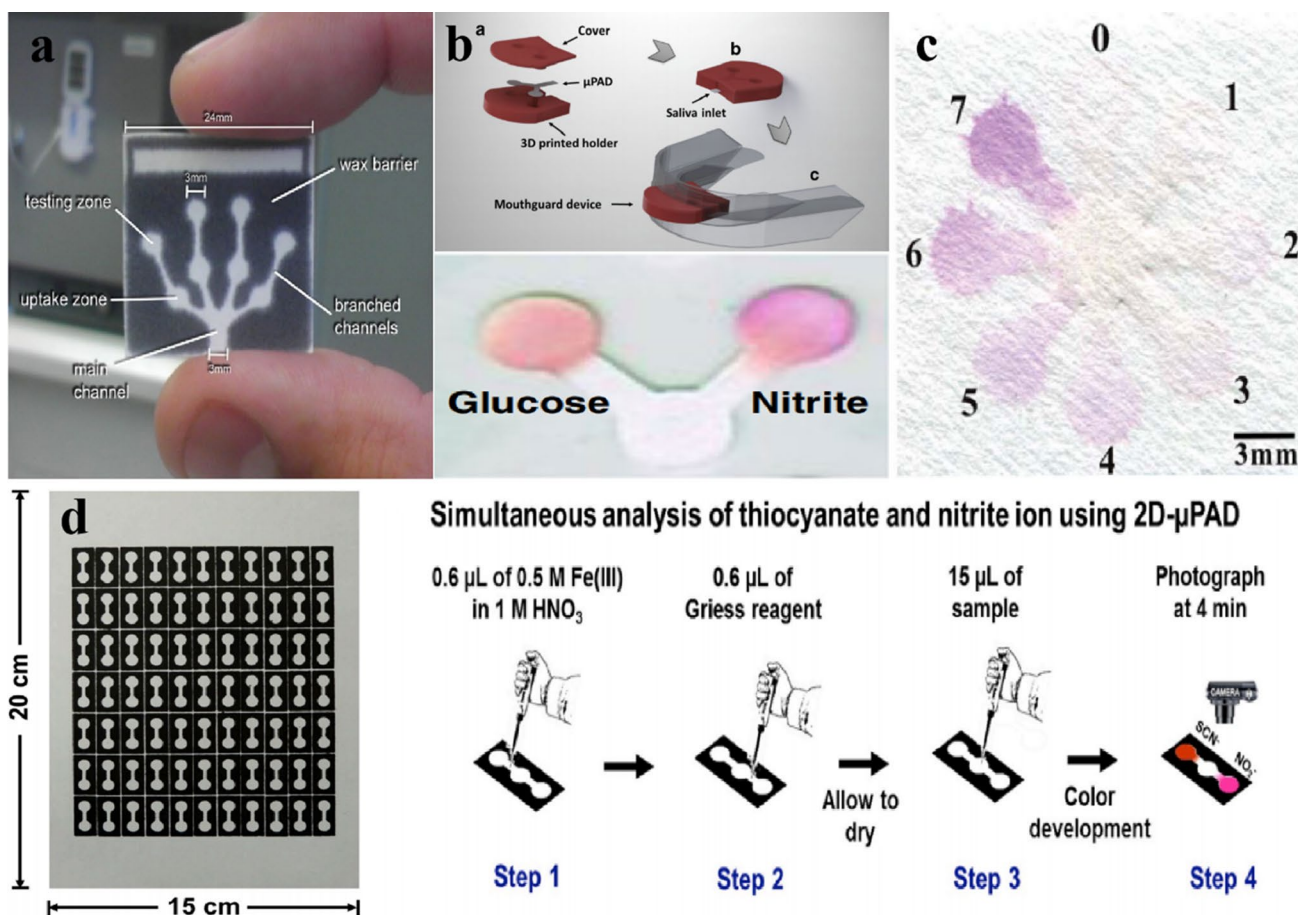 a
24mm
wax barrier
3mm
testing zone
uptake zone
branched
channels
main
channel
3mm
b
a
Cover
µPAD
3D printed holder
b
Saliva inlet
c
Mouthguard device
Glucose
Nitrite
c
0
1
2
3
4
5
6
7
3mm
d
20 cm
15 cm
Simultaneous analysis of thiocyanate and nitrite ion using 2D-µPAD
0.6 µL of 0.5 M Fe(III)
in 1 M HNO₃
0.6 µL of
Griess reagent
15 µL of
sample
Photograph
at 4 min
CAMERA
SCN⁻
NO₂⁻
Allow to
dry
Color
development
Step 1
Step 2
Step 3
Step 4